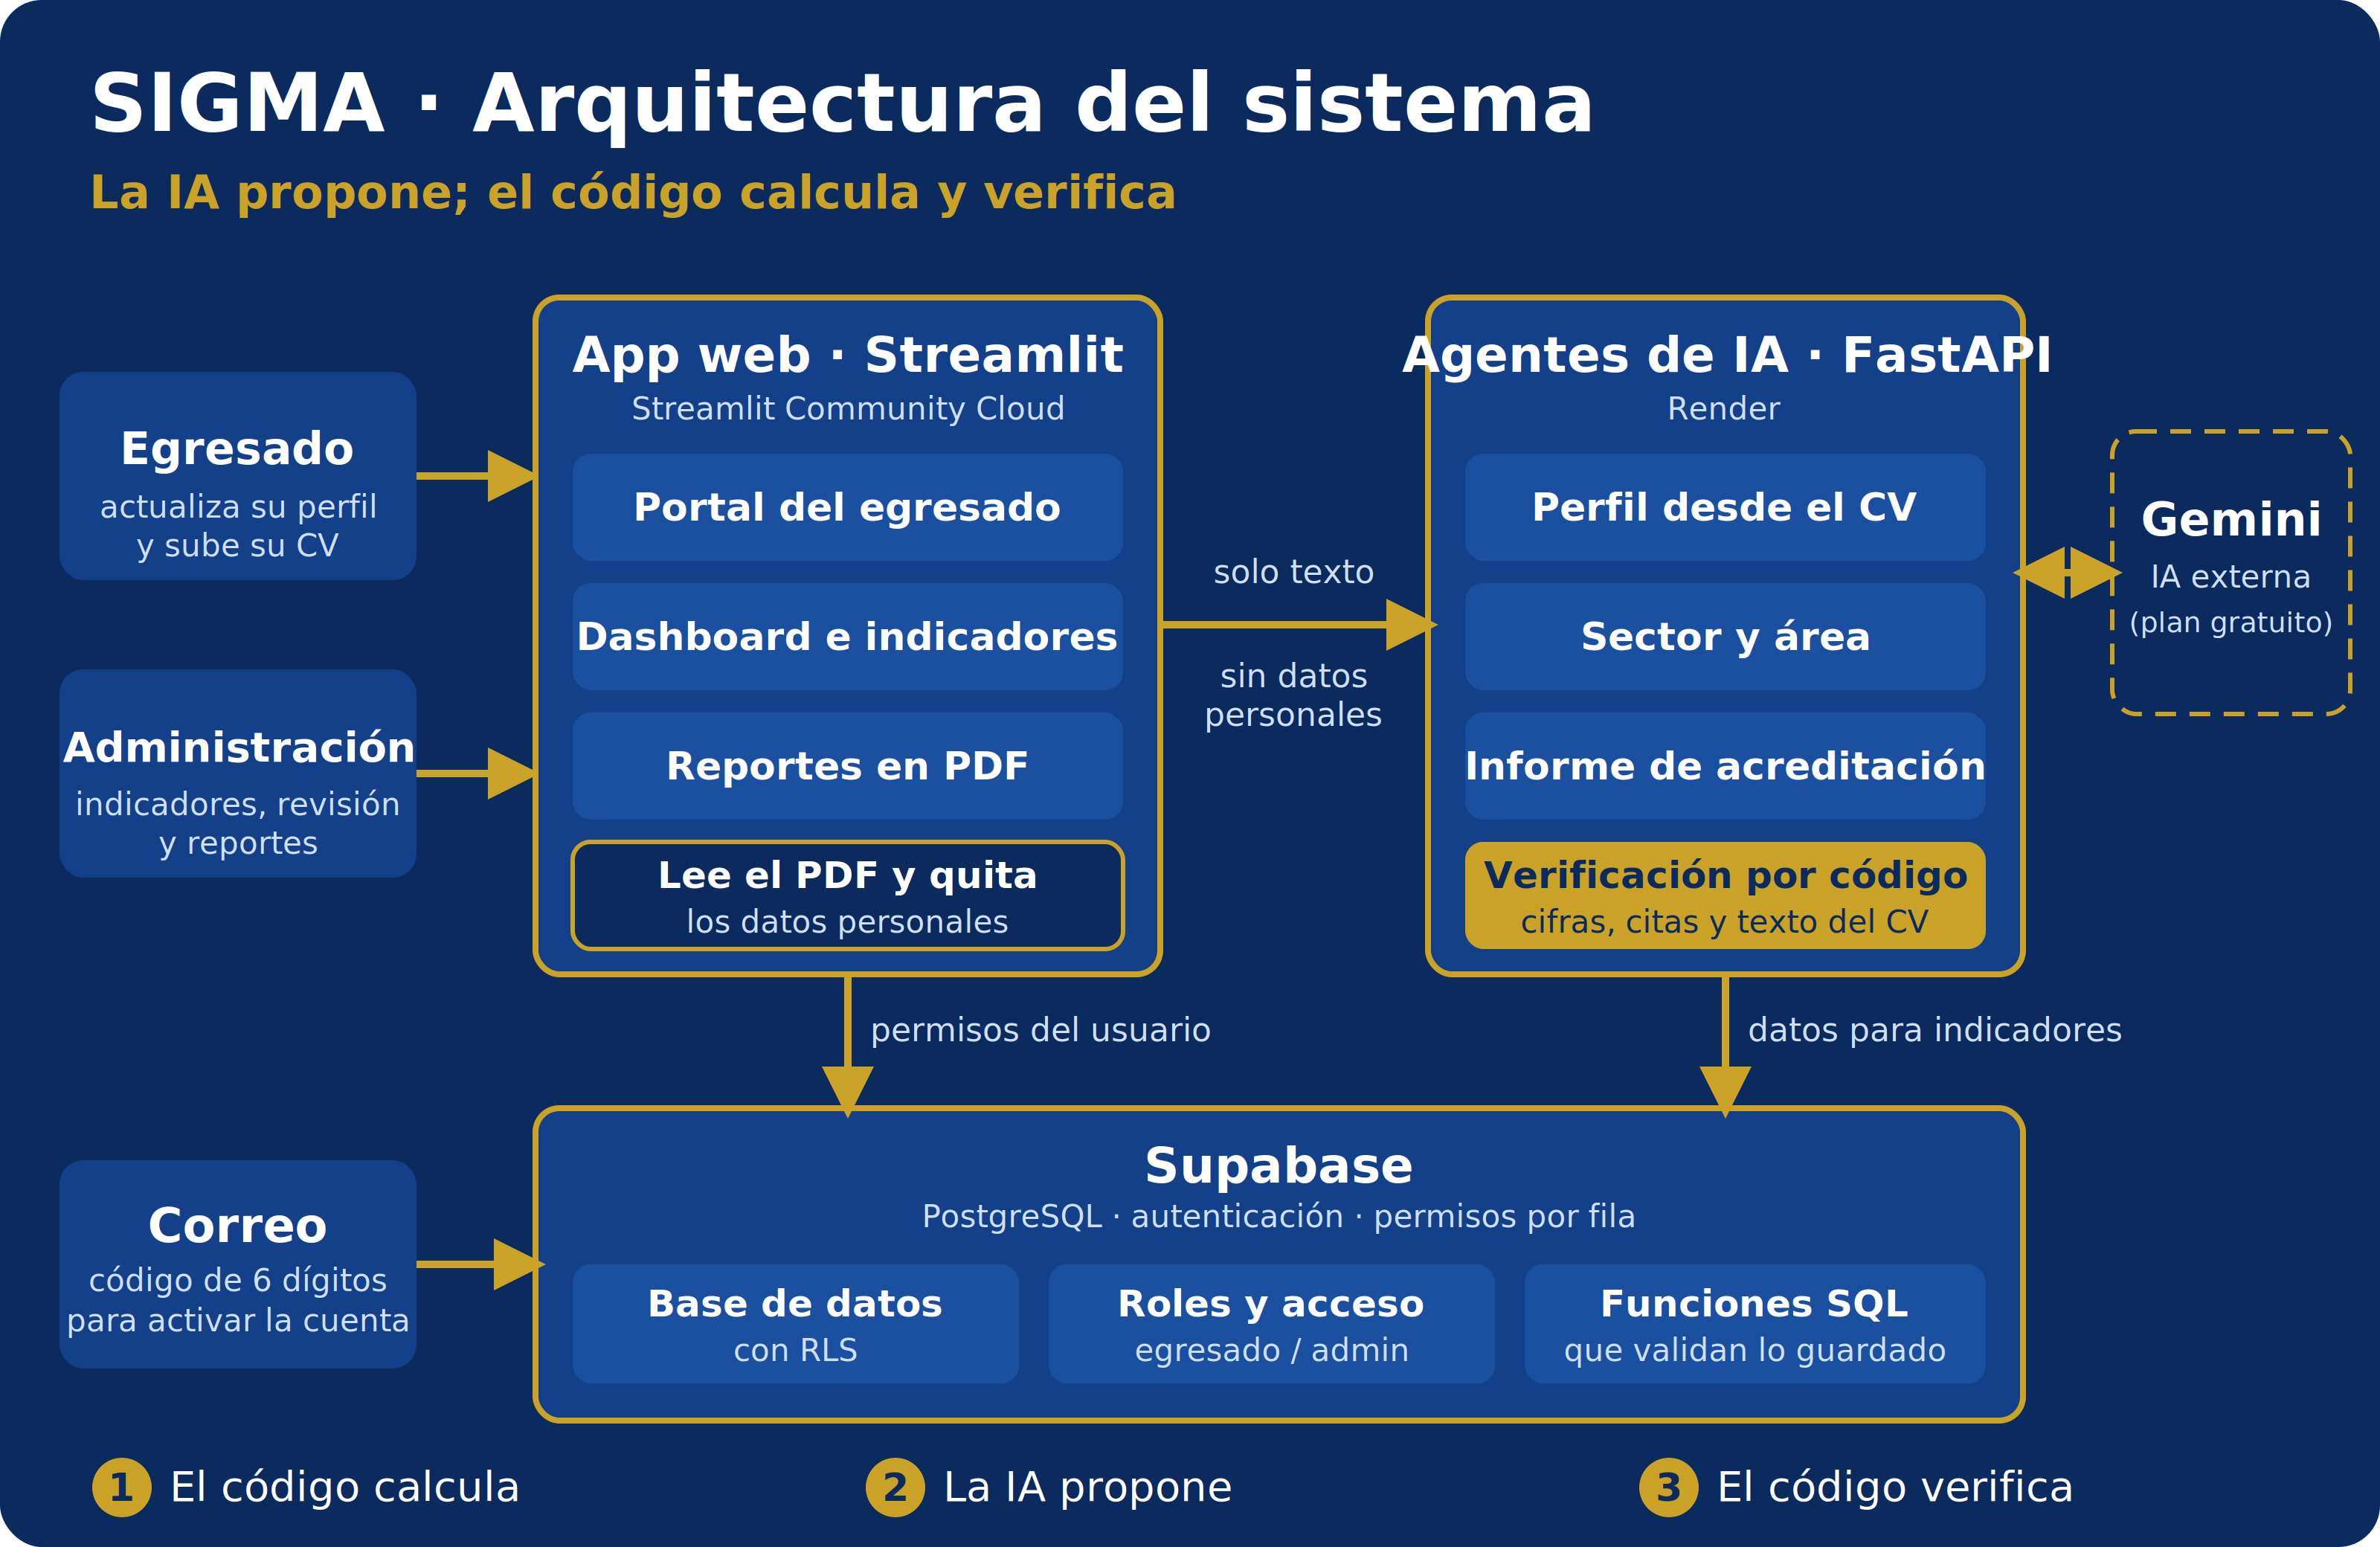 SIGMA · Arquitectura del sistema
La IA propone; el código calcula y verifica
Egresado
actualiza su perfil
y sube su CV
Administración
indicadores, revisión
y reportes
App web · Streamlit
Streamlit Community Cloud
Portal del egresado
Dashboard e indicadores
Reportes en PDF
Lee el PDF y quita
los datos personales
solo texto
sin datos
personales
Agentes de IA · FastAPI
Render
Perfil desde el CV
Sector y área
Informe de acreditación
Verificación por código
cifras, citas y texto del CV
Gemini
IA externa
(plan gratuito)
permisos del usuario
datos para indicadores
Correo
código de 6 dígitos
para activar la cuenta
Supabase
PostgreSQL · autenticación · permisos por fila
Base de datos
con RLS
Roles y acceso
egresado / admin
Funciones SQL
que validan lo guardado
1 El código calcula
2 La IA propone
3 El código verifica